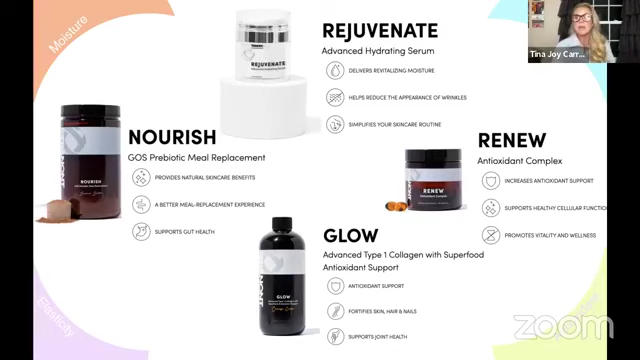 Moisture
REJUVENATE
Advanced Hydrating Serum
DELIVERS REVITALIZING MOISTURE
HELPS REDUCE THE APPEARANCE OF WRINKLES
SIMPLIFIES YOUR SKINCARE ROUTINE
REJUVENATE
Tina Joy Carr...
NOURISH
GOS Prebiotic Meal Replacement
PROVIDES NATURAL SKINCARE BENEFITS
A BETTER MEAL-REPLACEMENT EXPERIENCE
SUPPORTS GUT HEALTH
NOURISH
RENEW
Antioxidant Complex
INCREASES ANTIOXIDANT SUPPORT
SUPPORTS HEALTHY CELLULAR FUNCTION
PROMOTES VITALITY AND WELLNESS
RENEW
Antioxidant Complex
GLOW
Advanced Type 1 Collagen with Superfood
Antioxidant Support
ANTIOXIDANT SUPPORT
FORTIFIES SKIN, HAIR & NAILS
SUPPORTS JOINT HEALTH
GLOW
Elasticity
zoom